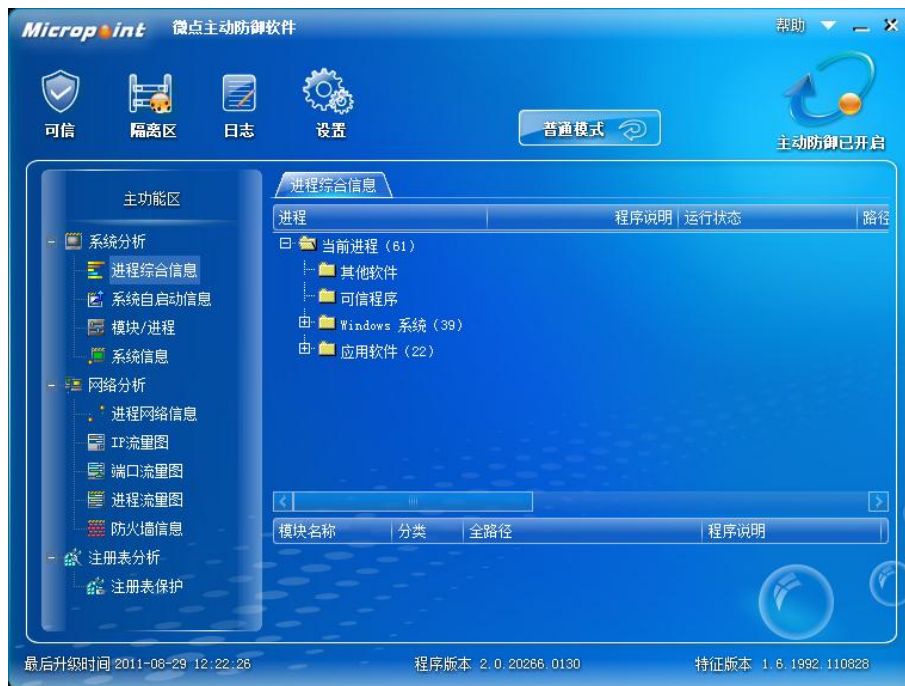 Micropoint 微点主动防御软件 帮助
可信 隔离区 日志 设置 普通模式 主动防御已开启
主功能区
系统分析
进程综合信息
系统自启动信息
模块/进程
系统信息
网络分析
进程网络信息
IP流量图
端口流量图
进程流量图
防火墙信息
注册表分析
注册表保护
进程综合信息
进程 程序说明 运行状态 路径
当前进程 (61)
其他软件
可信程序
Windows 系统 (39)
应用软件 (22)
模块名称 分类 全路径 程序说明
最后升级时间 2011-08-29 12:22:26 程序版本 2.0.20266.0130 特征版本 1.6.1992.110828